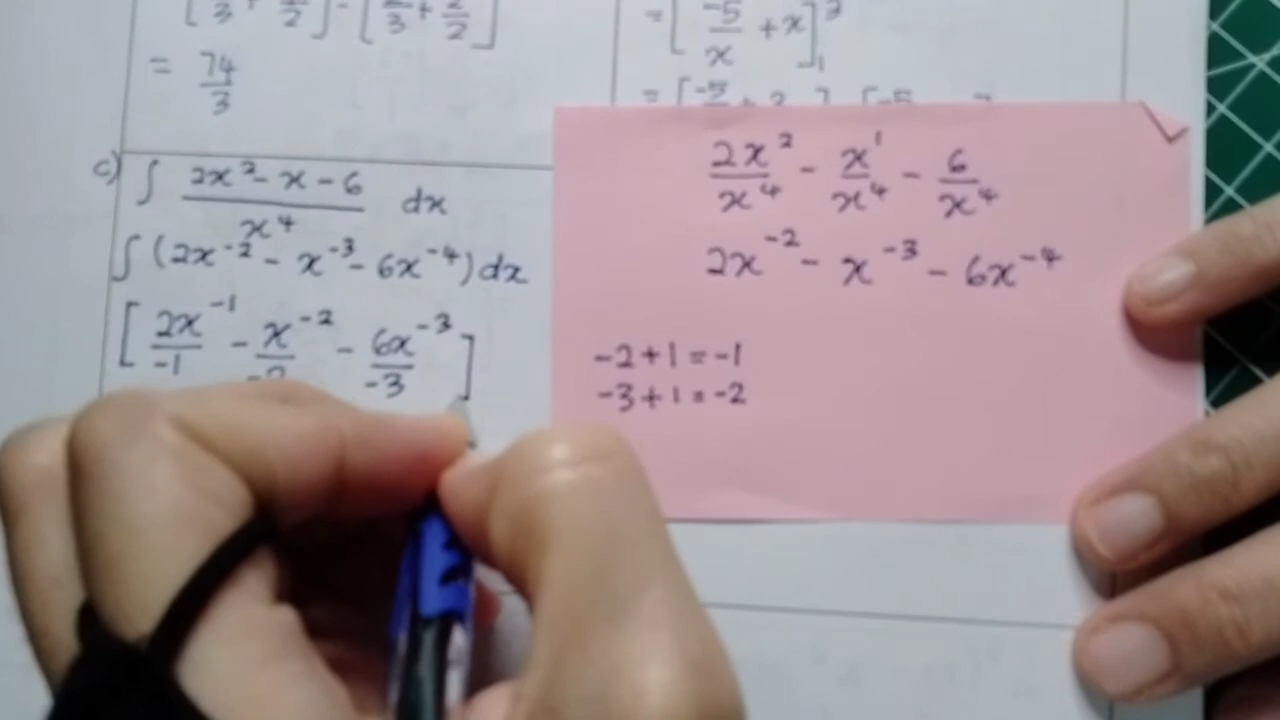 = 74/3
= [ -5/x + x ]³₁
c) ∫ (2x² - x - 6)/x⁴ dx
∫ (2x⁻² - x⁻³ - 6x⁻⁴) dx
[ 2x⁻¹/-1 - x⁻²/-2 - 6x⁻³/-3 ]
2x²/x⁴ - x¹/x⁴ - 6/x⁴
2x⁻² - x⁻³ - 6x⁻⁴
-2+1 = -1
-3+1 = -2